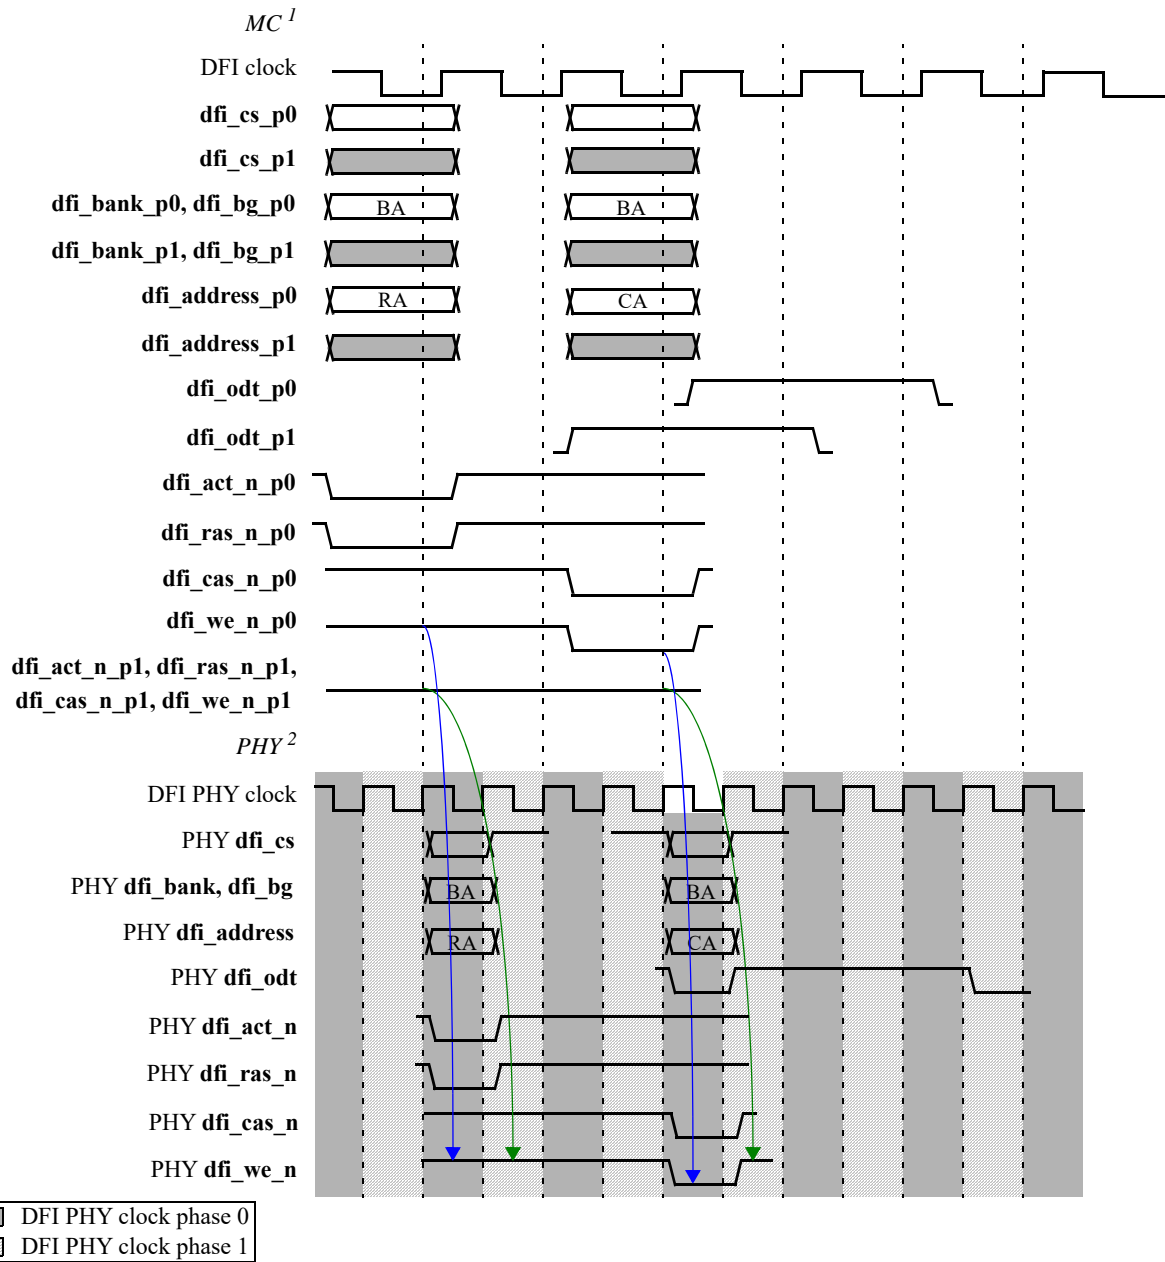 MC 1
DFI clock
dfi_cs_p0
dfi_cs_p1
dfi_bank_p0, dfi_bg_p0 BA BA
dfi_bank_p1, dfi_bg_p1
dfi_address_p0 RA CA
dfi_address_p1
dfi_odt_p0
dfi_odt_p1
dfi_act_n_p0
dfi_ras_n_p0
dfi_cas_n_p0
dfi_we_n_p0
dfi_act_n_p1, dfi_ras_n_p1,
dfi_cas_n_p1, dfi_we_n_p1
PHY 2
DFI PHY clock
PHY dfi_cs
PHY dfi_bank, dfi_bg BA BA
PHY dfi_address RA CA
PHY dfi_odt
PHY dfi_act_n
PHY dfi_ras_n
PHY dfi_cas_n
PHY dfi_we_n
DFI PHY clock phase 0
DFI PHY clock phase 1